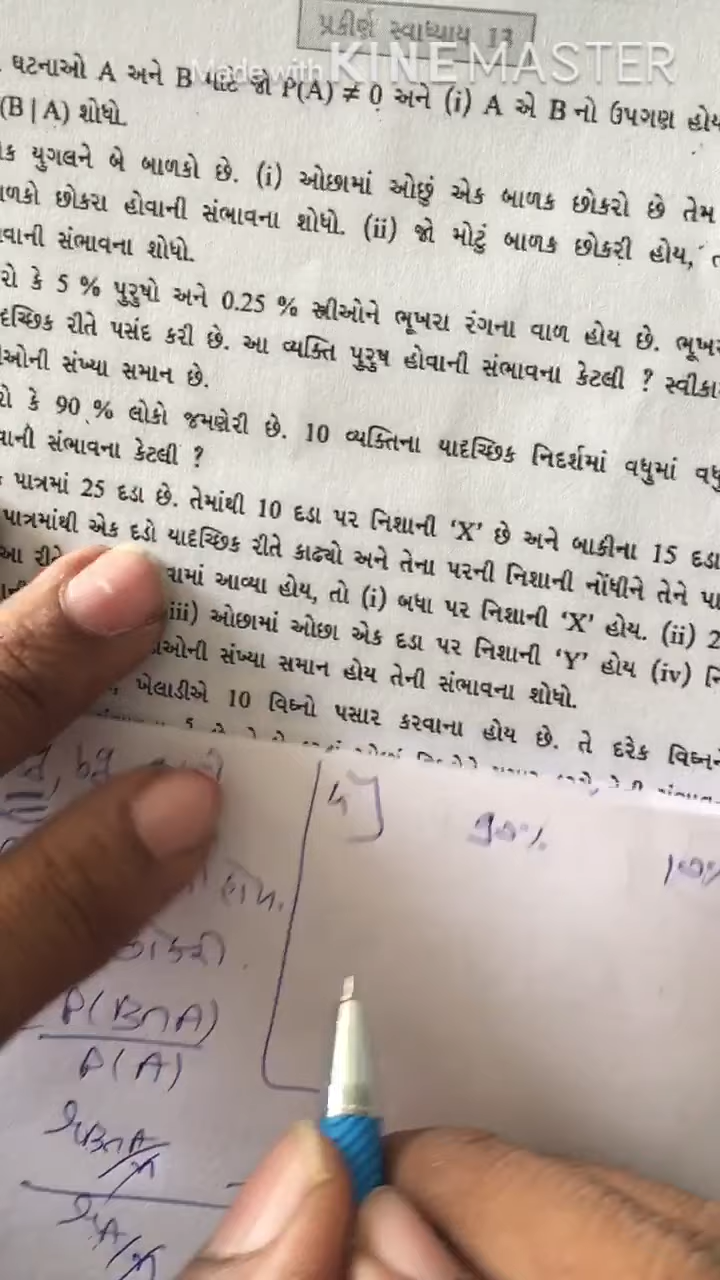 પ્રકીર્ણ સ્વાધ્યાય 13
Made with KINEMASTER
ઘટનાઓ A અને B માટે જો P(A) ≠ 0 અને (i) A એ B નો ઉપગણ હોય
(B | A) શોધો.
ક યુગલને બે બાળકો છે. (i) ઓછામાં ઓછું એક બાળક છોકરો છે તેમ
ળકો છોકરા હોવાની સંભાવના શોધો. (ii) જો મોટું બાળક છોકરી હોય,
વાની સંભાવના શોધો.
રો કે 5 % પુરુષો અને 0.25 % સ્ત્રીઓને ભૂખરા રંગના વાળ હોય છે. ભૂખ
દચ્છિક રીતે પસંદ કરી છે. આ વ્યક્તિ પુરુષ હોવાની સંભાવના કેટલી ? સ્વીકા
ઓની સંખ્યા સમાન છે.
રો કે 90 % લોકો જમણેરી છે. 10 વ્યક્તિના યાદચ્છિક નિદર્શમાં વધુમાં વધુ
વાની સંભાવના કેટલી ?
પાત્રમાં 25 દડા છે. તેમાંથી 10 દડા પર નિશાની ‘X’ છે અને બાકીના 15 દડા
પાત્રમાંથી એક દડો યાદચ્છિક રીતે કાઢ્યો અને તેના પરની નિશાની નોંધીને તેને પા
આ રીતે વામાં આવ્યા હોય, તો (i) બધા પર નિશાની ‘X’ હોય. (ii) 2
iii) ઓછામાં ઓછા એક દડા પર નિશાની ‘Y’ હોય (iv) નિ
ઓની સંખ્યા સમાન હોય તેની સંભાવના શોધો.
ખેલાડીએ 10 વિઘ્નો પસાર કરવાના હોય છે. તે દરેક વિઘ્નન
4] 90% 10%
હોય.
છોકરી.
P(B∩A)
P(A)